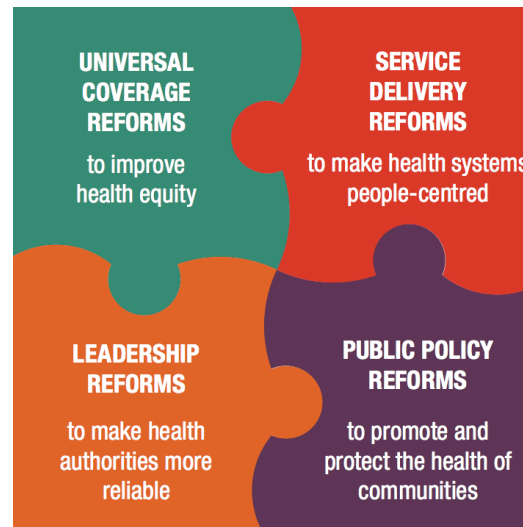 UNIVERSAL
COVERAGE
REFORMS
to improve
health equity
SERVICE
DELIVERY
REFORMS
to make health systems
people-centred
LEADERSHIP
REFORMS
to make health
authorities more
reliable
PUBLIC POLICY
REFORMS
to promote and
protect the health of
communities